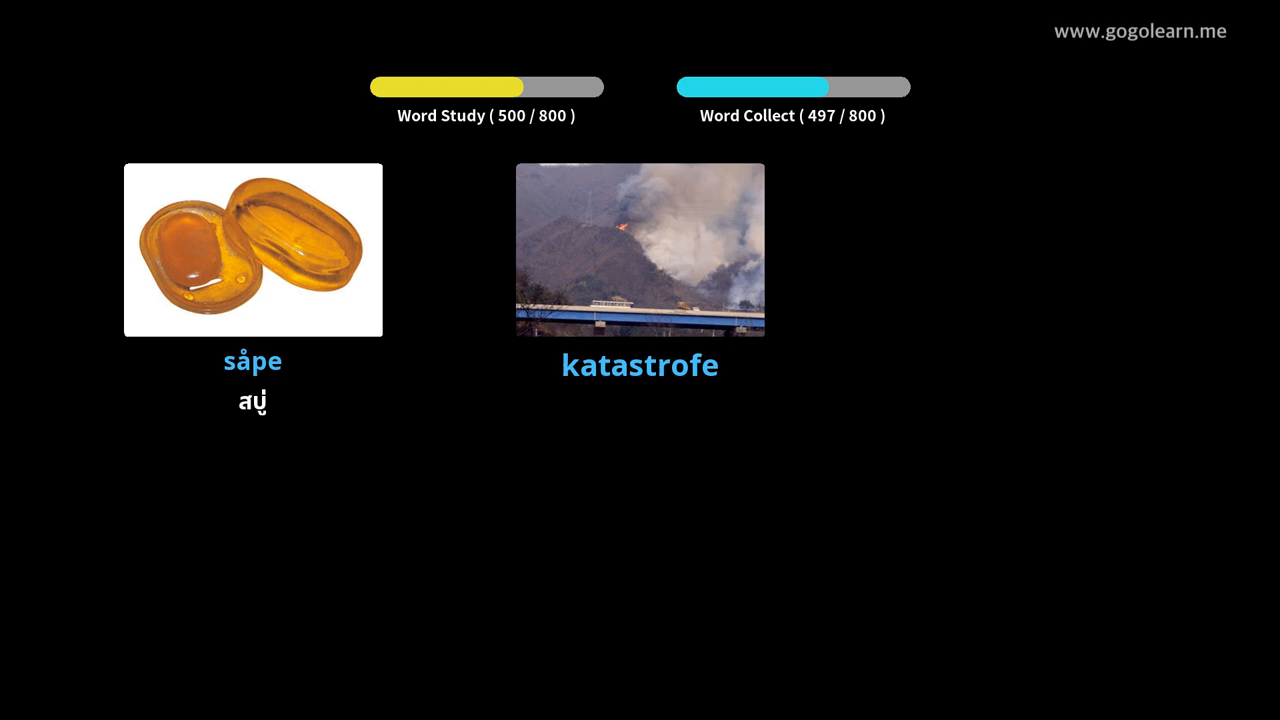 www.gogolearn.me
Word Study ( 500 / 800 )
Word Collect ( 497 / 800 )
såpe
สบู่
katastrofe